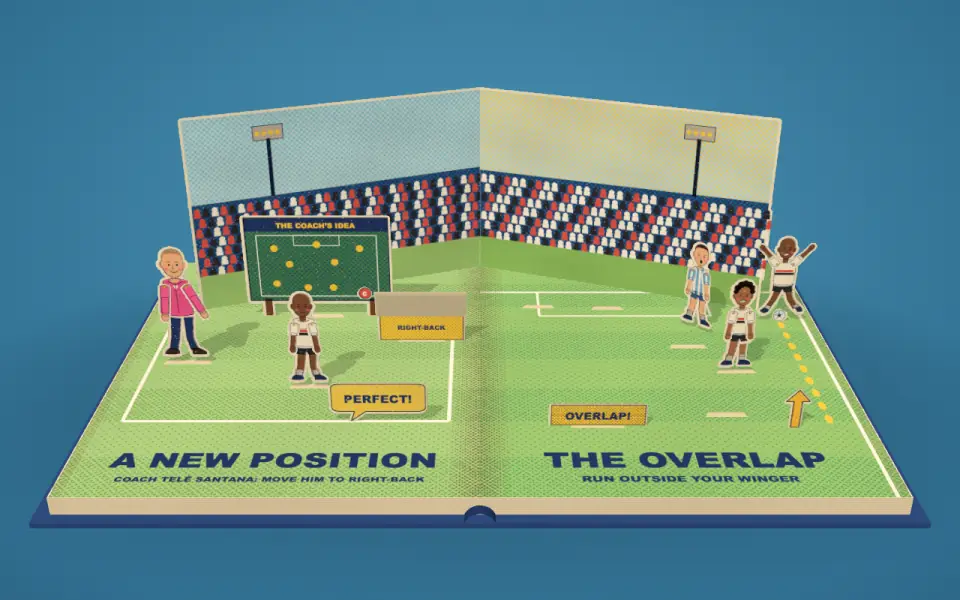 THE COACH'S IDEA
RIGHT-BACK
PERFECT!
A NEW POSITION
COACH TELÊ SANTANA: MOVE HIM TO RIGHT-BACK
OVERLAP!
THE OVERLAP
RUN OUTSIDE YOUR WINGER